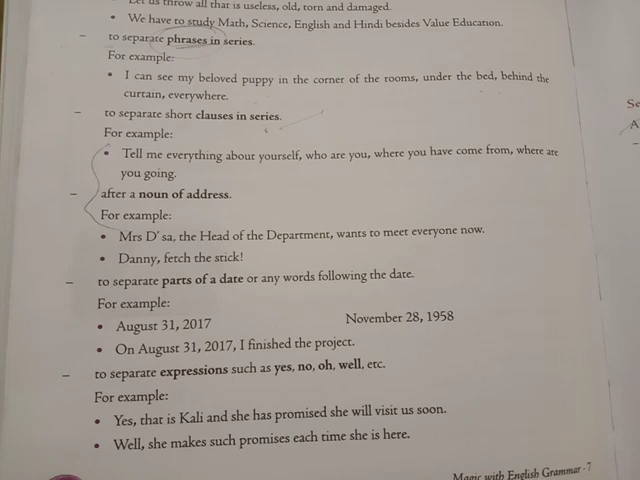 Let us throw all that is useless, old, torn and damaged.
• We have to study Math, Science, English and Hindi besides Value Education.
– to separate phrases in series.
For example:
• I can see my beloved puppy in the corner of the rooms, under the bed, behind the
curtain, everywhere.
– to separate short clauses in series.
For example:
• Tell me everything about yourself, who are you, where you have come from, where are
you going.
– after a noun of address.
For example:
• Mrs D'sa, the Head of the Department, wants to meet everyone now.
• Danny, fetch the stick!
– to separate parts of a date or any words following the date.
For example:
• August 31, 2017 November 28, 1958
• On August 31, 2017, I finished the project.
– to separate expressions such as yes, no, oh, well, etc.
For example:
• Yes, that is Kali and she has promised she will visit us soon.
• Well, she makes such promises each time she is here.
Magic with English Grammar - 7
Se
A
–